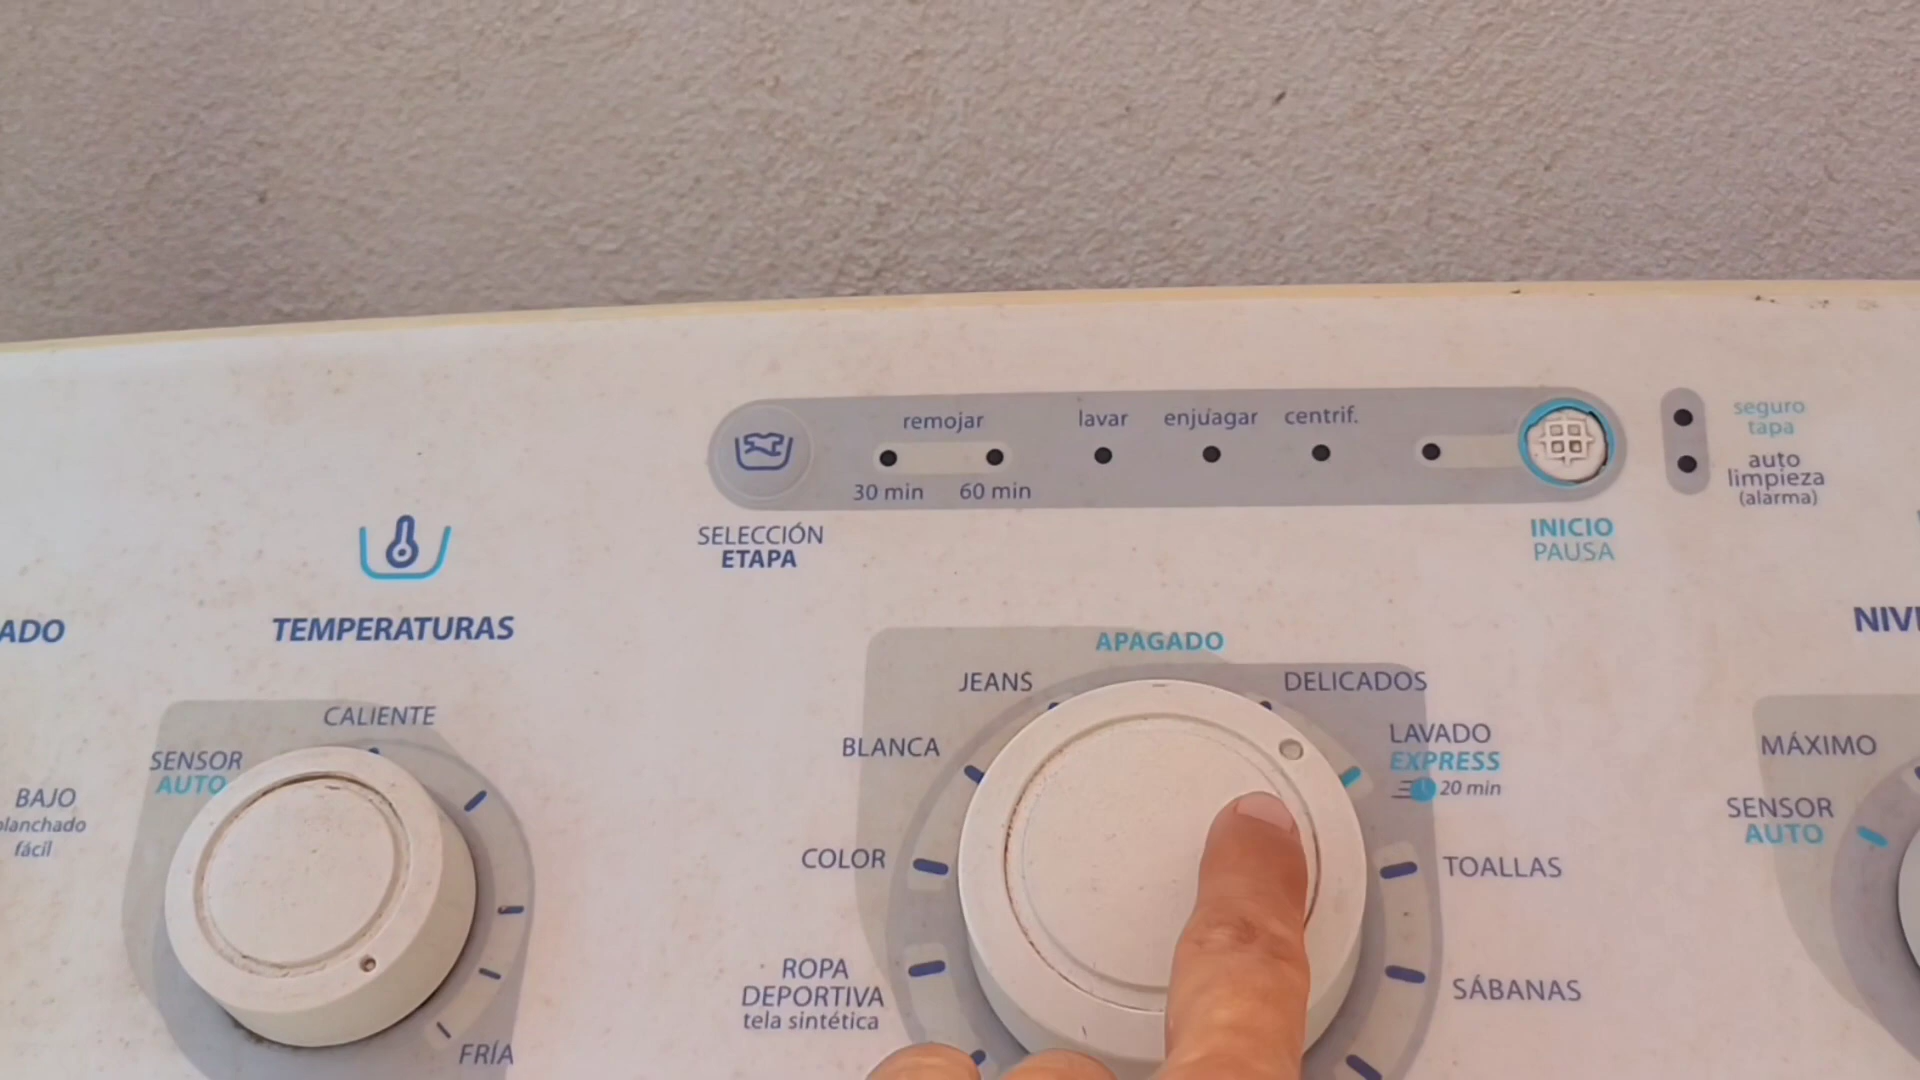 remojar
lavar
enjuagar
centrif.
30 min
60 min
SELECCIÓN
ETAPA
INICIO
PAUSA
seguro
tapa
auto
limpieza
(alarma)
TEMPERATURAS
CALIENTE
SENSOR
AUTO
BAJO
planchado
fácil
FRÍA
APAGADO
JEANS
BLANCA
COLOR
ROPA
DEPORTIVA
tela sintética
DELICADOS
LAVADO
EXPRESS
20 min
TOALLAS
SÁBANAS
MÁXIMO
SENSOR
AUTO